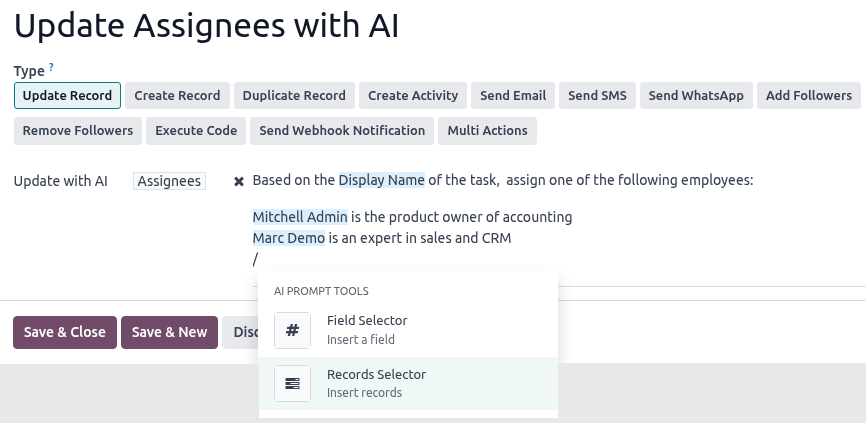 Update Assignees with AI
Type ?
Update Record Create Record Duplicate Record Create Activity Send Email Send SMS Send WhatsApp Add Followers
Remove Followers Execute Code Send Webhook Notification Multi Actions
Update with AI Assignees ✖ Based on the Display Name of the task, assign one of the following employees:
Mitchell Admin is the product owner of accounting
Marc Demo is an expert in sales and CRM
/
AI PROMPT TOOLS
# Field Selector
Insert a field
Save & Close Save & New
Records Selector
Insert records